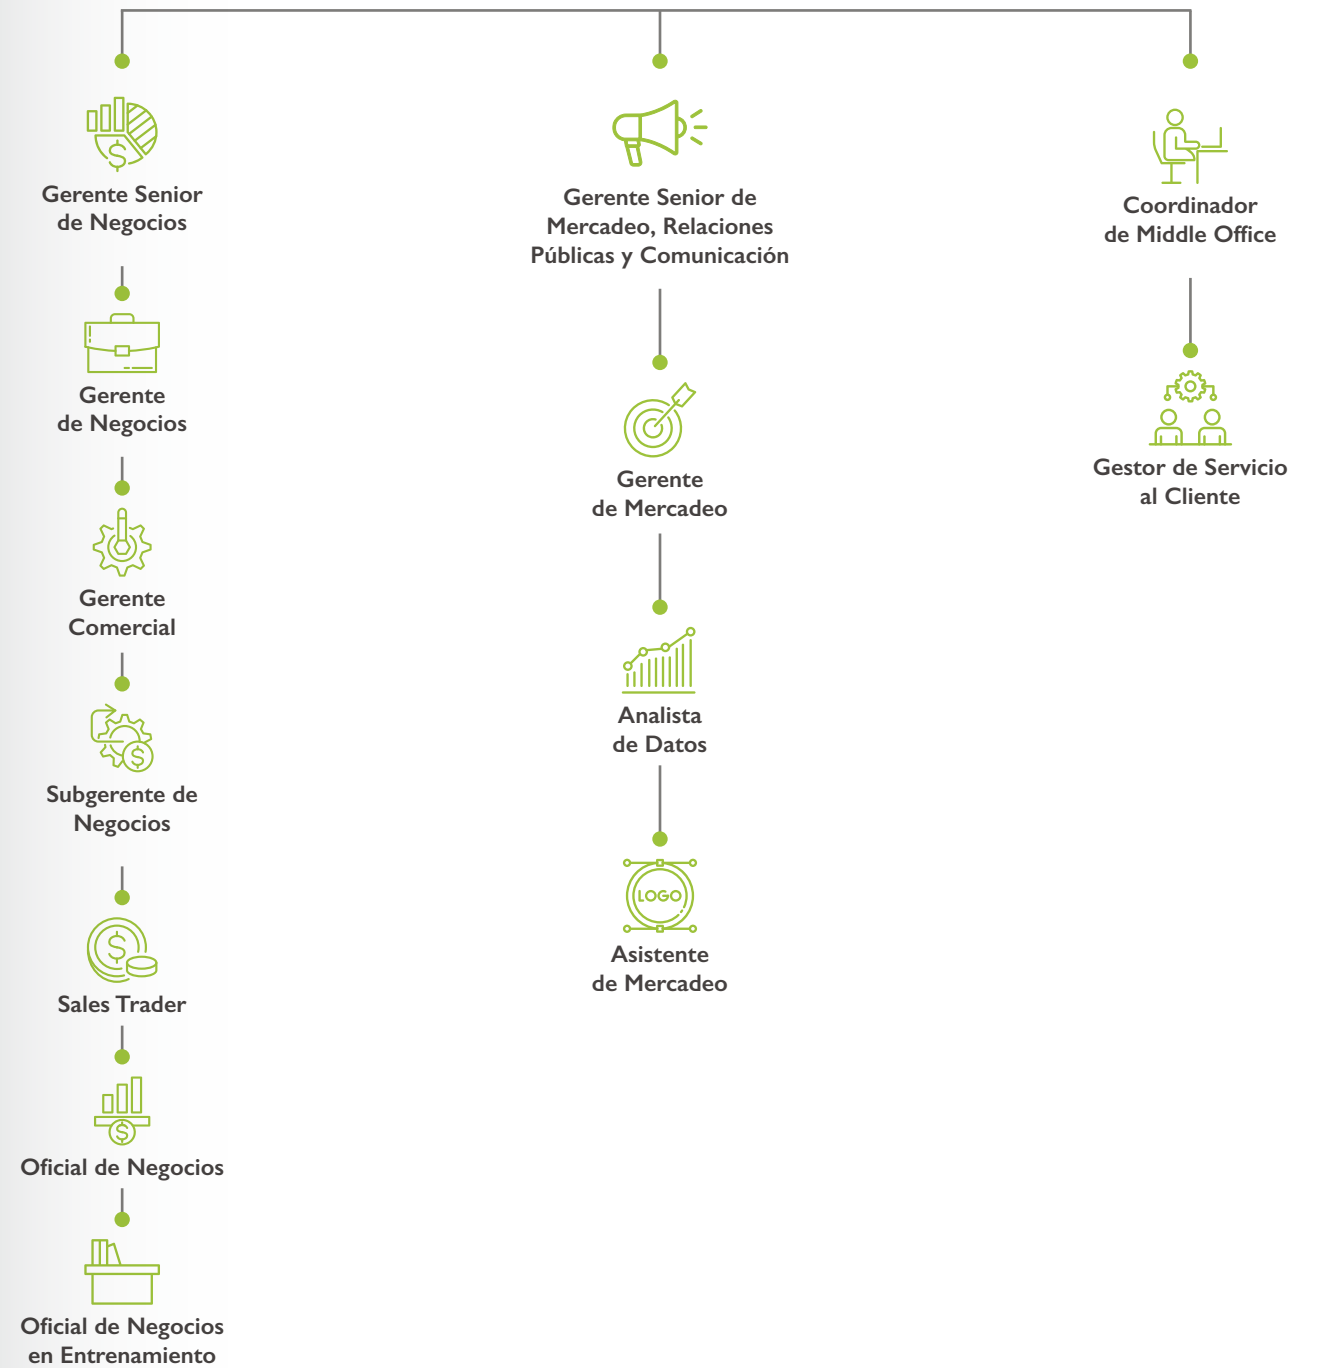 Gerente Senior
de Negocios
Gerente
de Negocios
Gerente
Comercial
Subgerente de
Negocios
Sales Trader
Oficial de Negocios
Oficial de Negocios
en Entrenamiento
Gerente Senior de
Mercadeo, Relaciones
Públicas y Comunicación
Gerente
de Mercadeo
Analista
de Datos
LOGO
Asistente
de Mercadeo
Coordinador
de Middle Office
Gestor de Servicio
al Cliente